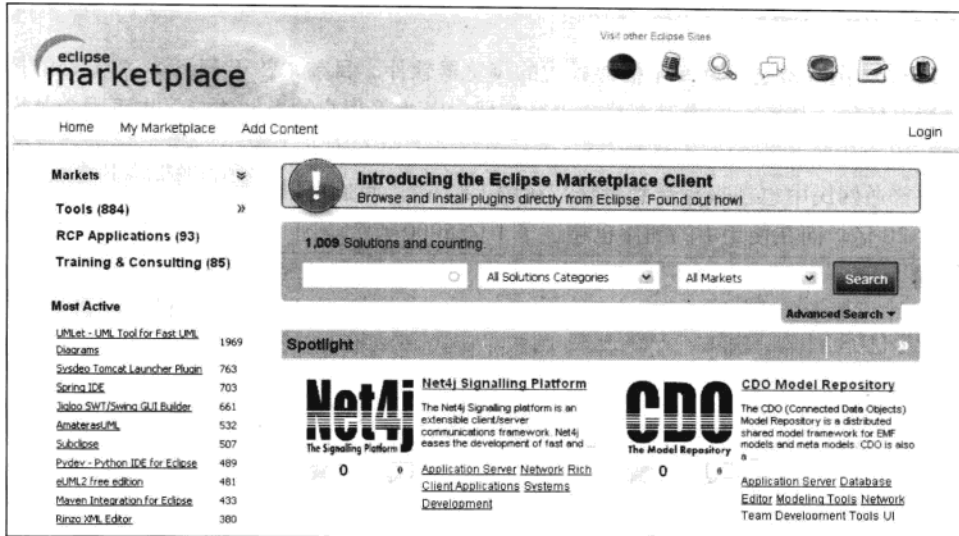 Visit other Eclipse Sites
eclipse
marketplace
Home My Marketplace Add Content
Login
Markets
Tools (884)
RCP Applications (93)
Training & Consulting (85)
Most Active
UMLet - UML Tool for Fast UML
Diagrams 1969
Sysdeo Tomcat Launcher Plugin 763
Spring IDE 703
Jigloo SWT/Swing GUI Builder 661
AmaterasUML 532
Subclipse 507
Pydev - Python IDE for Eclipse 489
eUML2 free edition 481
Maven Integration for Eclipse 433
Rinzo XML Editor 380
Introducing the Eclipse Marketplace Client
Browse and install plugins directly from Eclipse. Found out how!
1,009 Solutions and counting.
All Solutions Categories All Markets Search
Advanced Search
Spotlight
Net4j
The Signalling Platform
0 0
Net4j Signalling Platform
The Net4j Signalling platform is an
extensible client/server
communications framework. Net4j
eases the development of fast and ...
Application Server Network Rich
Client Applications Systems
Development
CDO
The Model Repository
0 0
CDO Model Repository
The CDO (Connected Data Objects)
Model Repository is a distributed
shared model framework for EMF
models and meta models. CDO is also
a ...
Application Server Database
Editor Modeling Tools Network
Team Development Tools UI